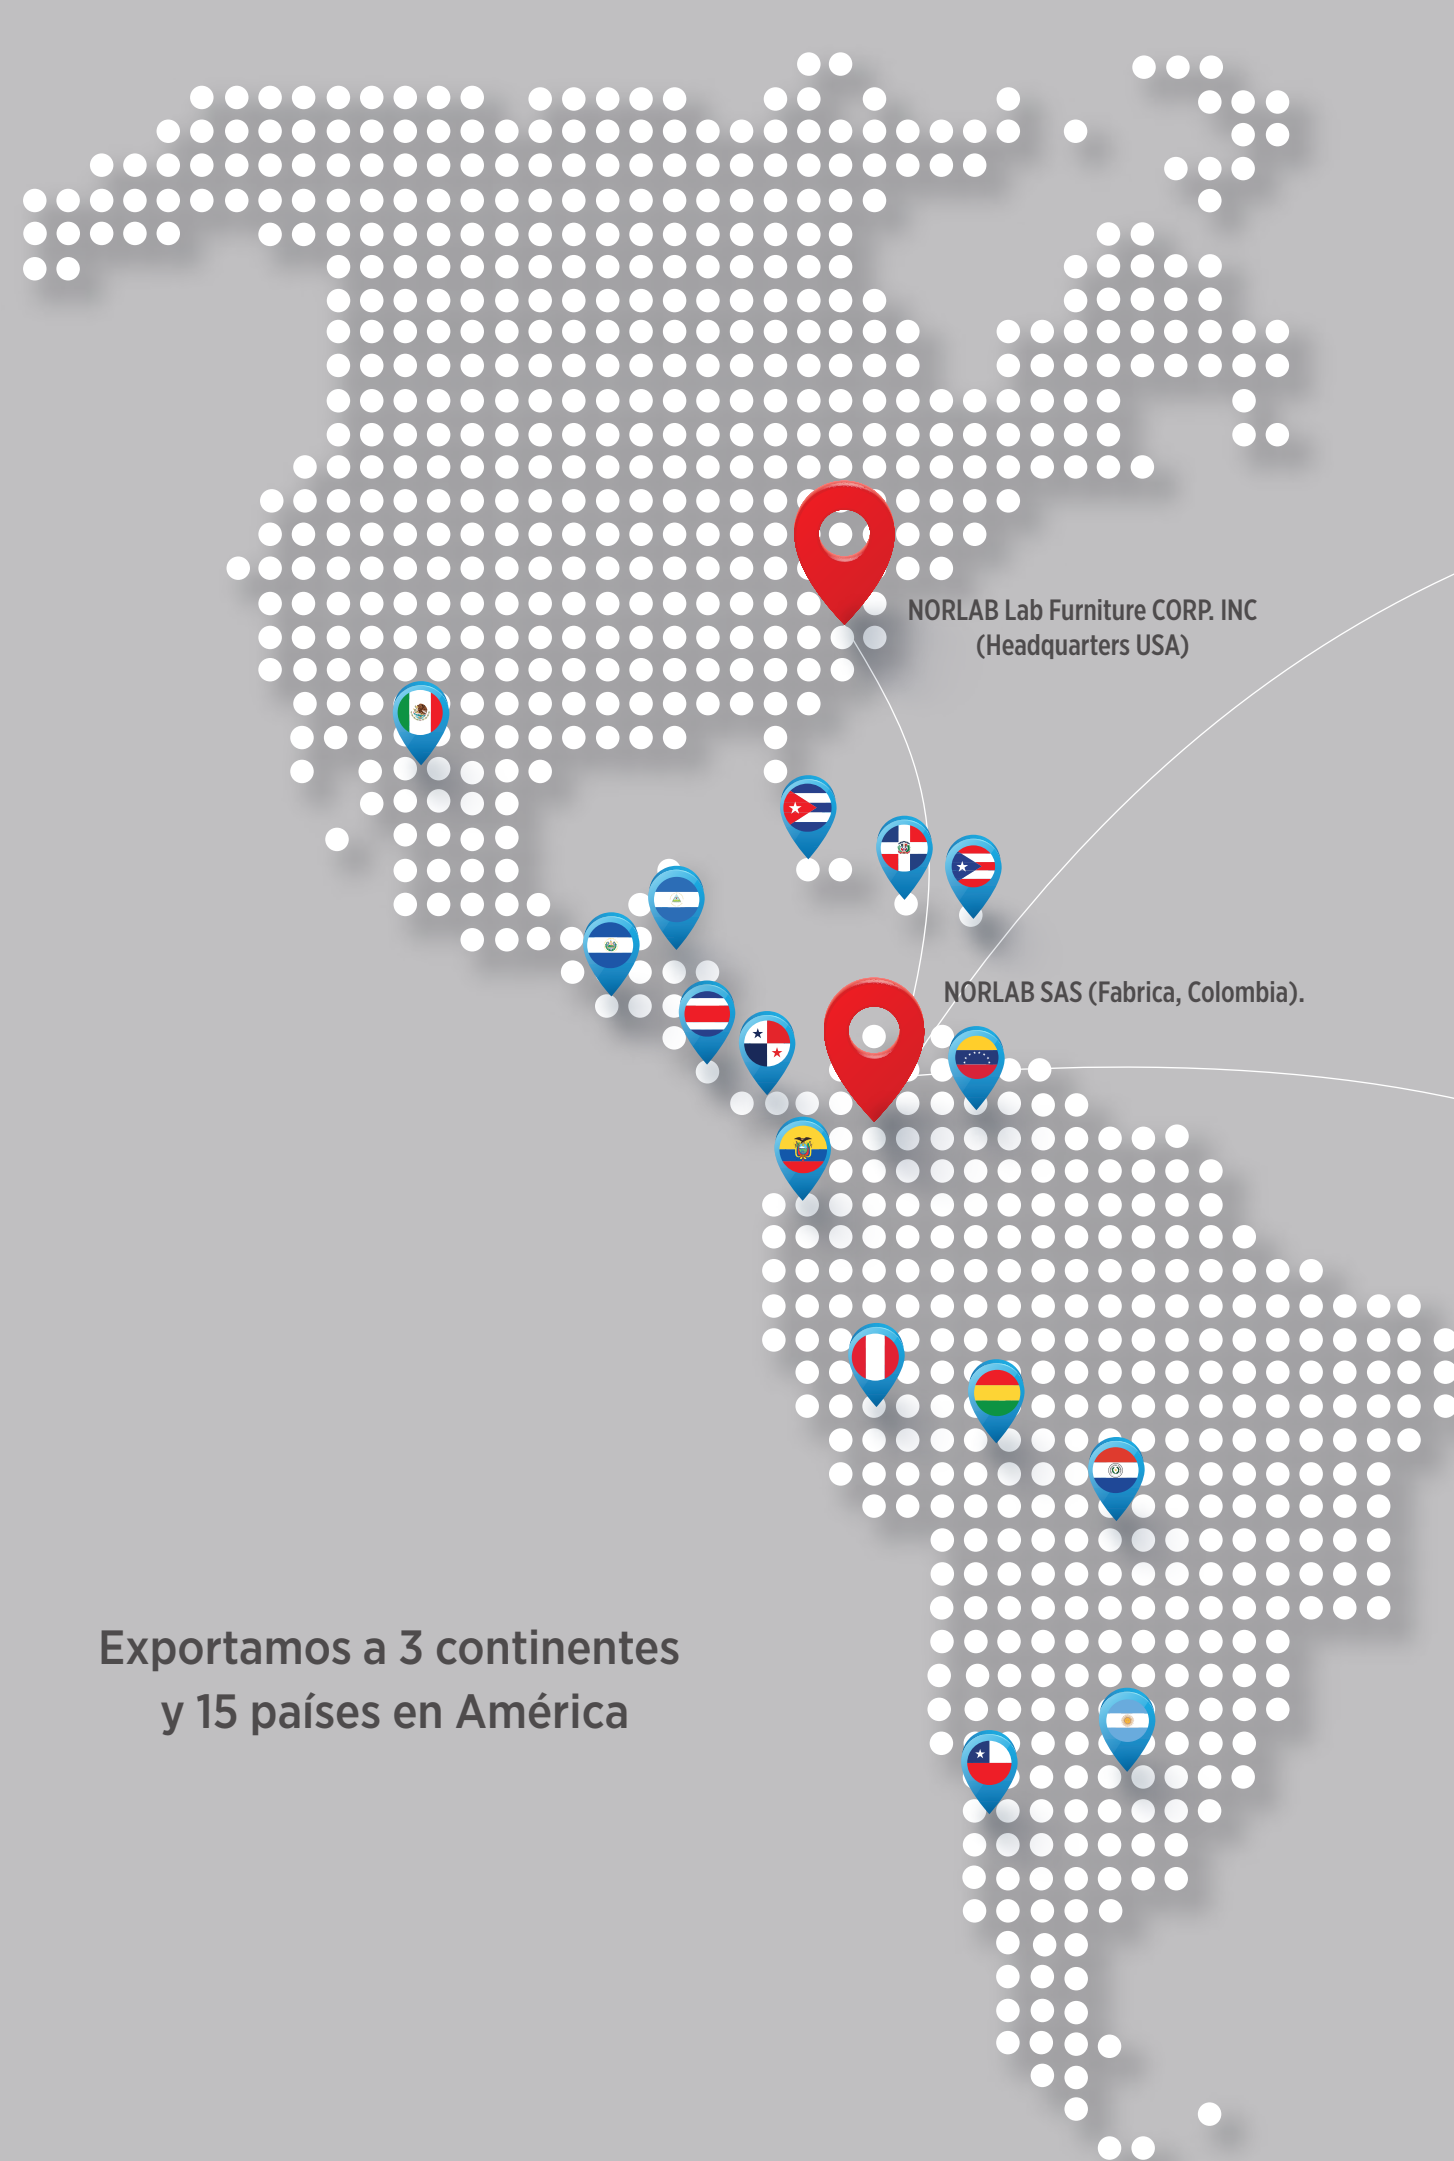 NORLAB Lab Furniture CORP. INC
(Headquarters USA)
NORLAB SAS (Fabrica, Colombia).
Exportamos a 3 continentes
y 15 países en América